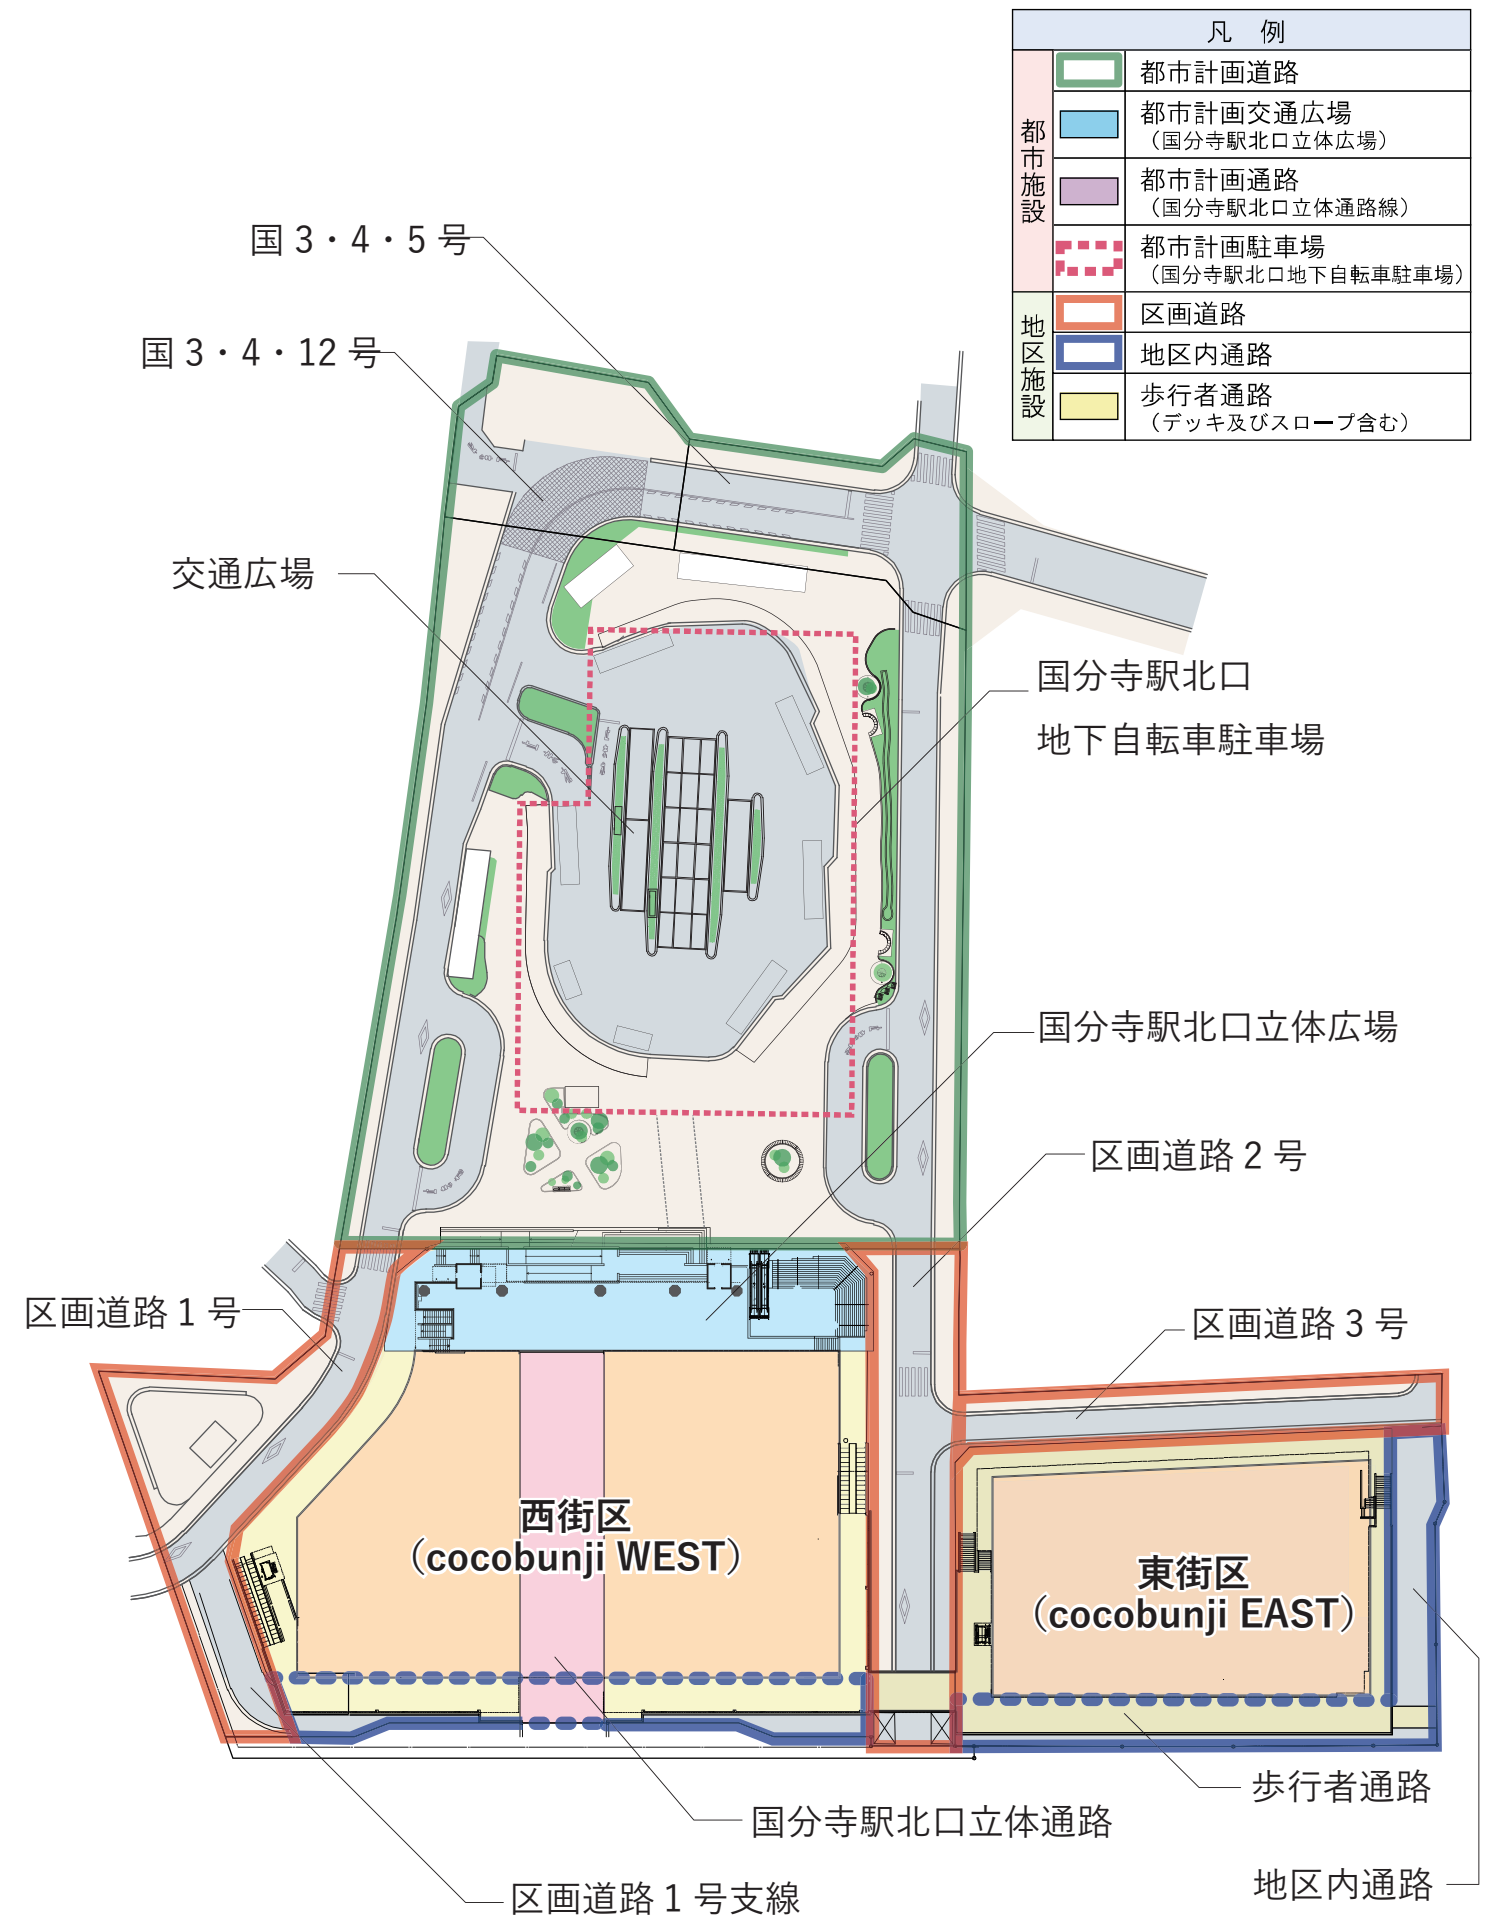 凡　例
都市施設
都市計画道路
都市計画交通広場
（国分寺駅北口立体広場）
都市計画通路
（国分寺駅北口立体通路線）
都市計画駐車場
（国分寺駅北口地下自転車駐車場）
地区施設
区画道路
地区内通路
歩行者通路
（デッキ及びスロープ含む）
国 3・4・5 号
国 3・4・12 号
交通広場
国分寺駅北口
地下自転車駐車場
国分寺駅北口立体広場
区画道路 2 号
区画道路 1 号
区画道路 3 号
西街区
（cocobunji WEST）
東街区
（cocobunji EAST）
歩行者通路
国分寺駅北口立体通路
地区内通路
区画道路 1 号支線